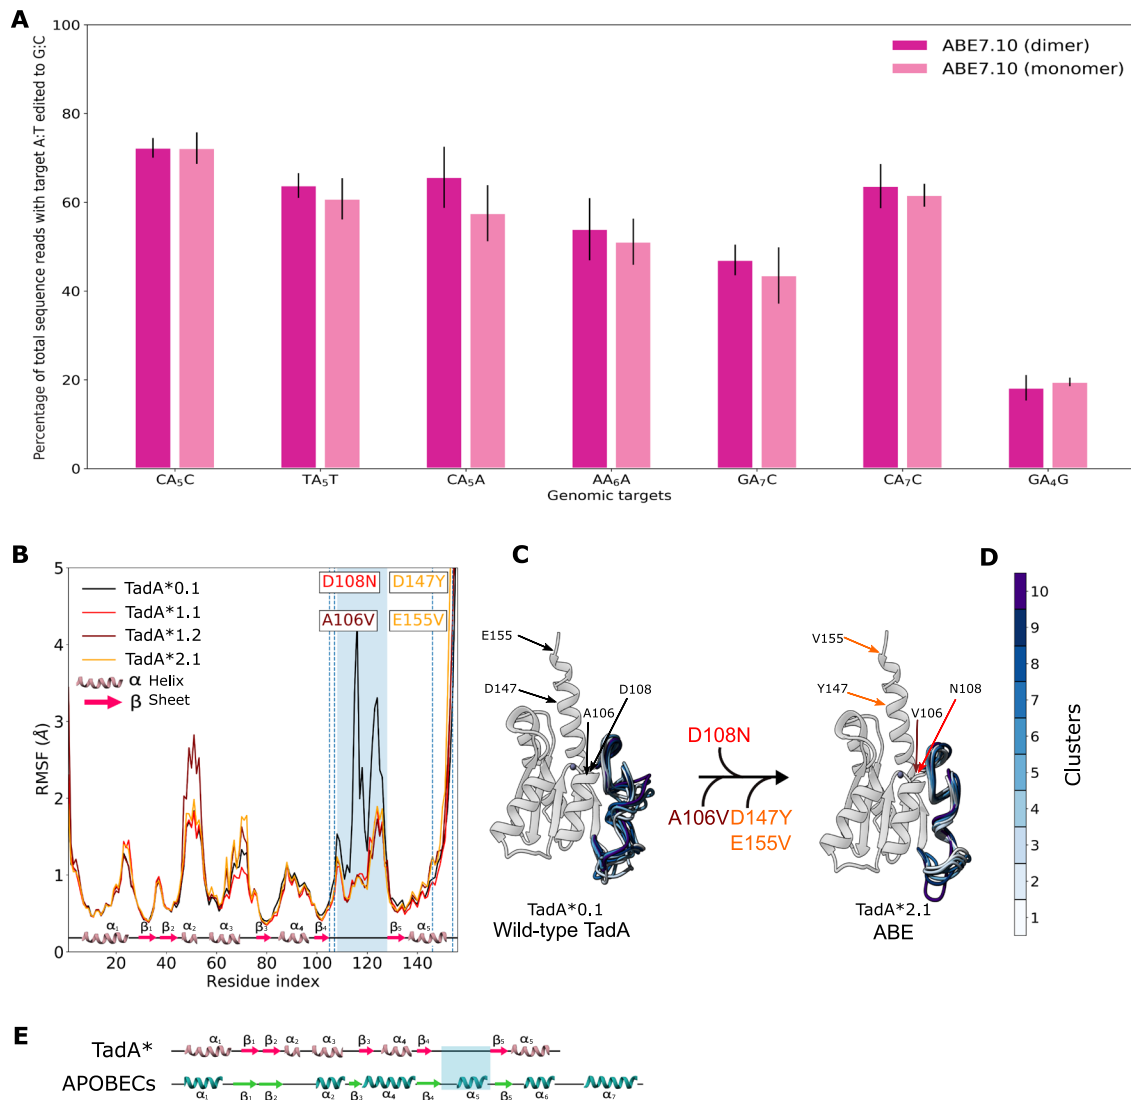 A
100
80
60
40
20
0
Percentage of total sequence reads with target A:T edited to G:C
ABE7.10 (dimer)
ABE7.10 (monomer)
CA₅C TA₅T CA₅A AA₆A GA₇C CA₇C GA₄G
Genomic targets
B
5
4
3
2
1
0
RMSF (Å)
TadA*0.1
TadA*1.1
TadA*1.2
TadA*2.1
α Helix
β Sheet
D108N D147Y
A106V E155V
α₁ β₁ β₂ α₂ α₃ β₃ α₄ β₄ β₅ α₅
20 40 60 80 100 120 140
Residue index
C
E155
D147
A106
D108
D108N
A106V D147Y
E155V
TadA*0.1
Wild-type TadA
V155
Y147
V106
N108
TadA*2.1
ABE
D
10
9
8
7
6
5
4
3
2
1
Clusters
E
TadA*
α₁ β₁ β₂ α₂ α₃ β₃ α₄ β₄ β₅ α₅
APOBECs
α₁ β₁ β₂ α₂ β₃ α₄ β₄ α₅ β₅ α₆ α₇